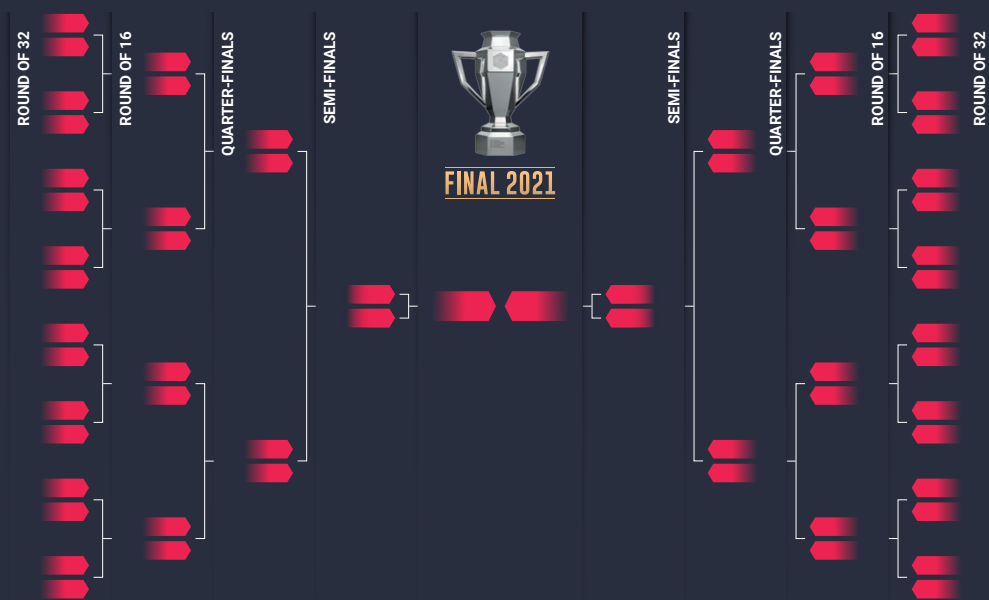 ROUND OF 32
ROUND OF 16
QUARTER-FINALS
SEMI-FINALS
FINAL 2021
SEMI-FINALS
QUARTER-FINALS
ROUND OF 16
ROUND OF 32